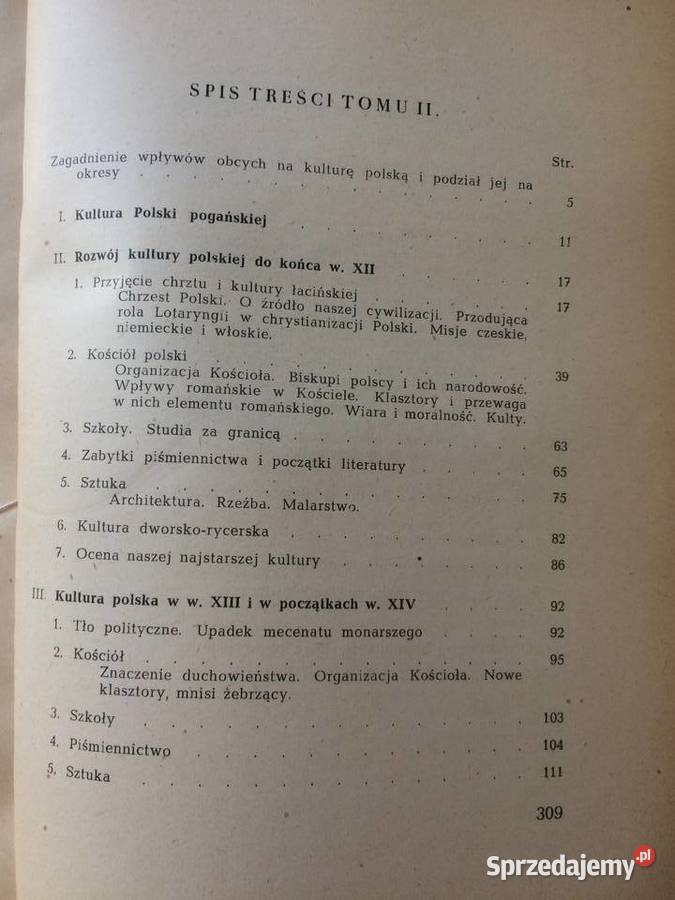 SPIS TREŚCI TOMU II.
Str.
Zagadnienie wpływów obcych na kulturę polską i podział jej na
okresy . . . . . . . . . . . . 5
I. Kultura Polski pogańskiej . . . . . . . 11
II. Rozwój kultury polskiej do końca w. XII . . . . 17
1. Przyjęcie chrztu i kultury łacińskiej . . . . . 17
Chrzest Polski. O źródło naszej cywilizacji. Przodująca
rola Lotaryngii w chrystianizacji Polski. Misje czeskie,
niemieckie i włoskie.
2. Kościół polski . . . . . . . . . . 39
Organizacja Kościoła. Biskupi polscy i ich narodowość.
Wpływy romańskie w Kościele. Klasztory i przewaga
w nich elementu romańskiego. Wiara i moralność. Kulty.
3. Szkoły. Studia za granicą . . . . . . . 63
4. Zabytki piśmiennictwa i początki literatury . . . . 65
5. Sztuka . . . . . . . . . . . 75
Architektura. Rzeźba. Malarstwo.
6. Kultura dworsko-rycerska . . . . . . . 82
7. Ocena naszej najstarszej kultury . . . . . . 86
III. Kultura polska w w. XIII i w początkach w. XIV . . . 92
1. Tło polityczne. Upadek mecenatu monarszego . . . . 92
2. Kościół . . . . . . . . . . . 95
Znaczenie duchowieństwa. Organizacja Kościoła. Nowe
klasztory, mnisi żebrzący.
3. Szkoły . . . . . . . . . . . 103
4. Piśmiennictwo . . . . . . . . . 104
5. Sztuka . . . . . . . . . . . 111
309
Sprzedajemy.pl